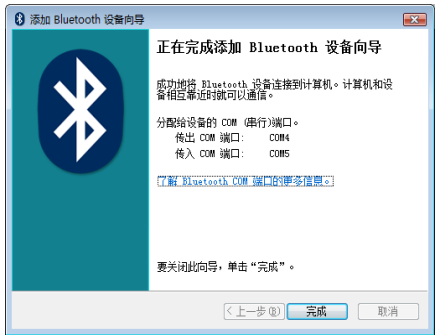 添加 Bluetooth 设备向导
正在完成添加 Bluetooth 设备向导
成功地将 Bluetooth 设备连接到计算机。计算机和设
备相互靠近时就可以通信。
分配给设备的 COM (串行)端口。
传出 COM 端口: COM4
传入 COM 端口: COM5
了解 Bluetooth COM 端口的更多信息。
要关闭此向导,单击“完成”。
<上一步(B) 完成 取消